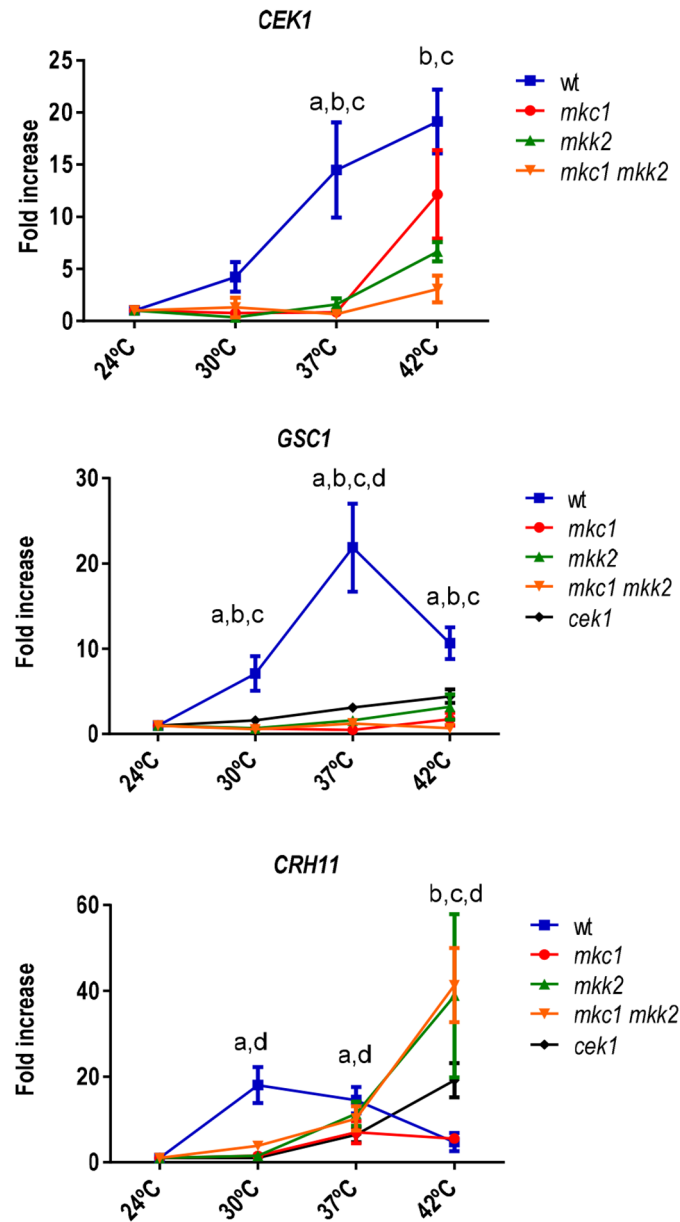 CEK1
25
20
15
10
5
0
Fold increase
a,b,c
b,c
24ºC
30ºC
37ºC
42ºC
wt
mkc1
mkk2
mkc1 mkk2
GSC1
30
20
10
0
Fold increase
a,b,c
a,b,c,d
a,b,c
24ºC
30ºC
37ºC
42ºC
wt
mkc1
mkk2
mkc1 mkk2
cek1
CRH11
60
40
20
0
Fold increase
a,d
a,d
b,c,d
24ºC
30ºC
37ºC
42ºC
wt
mkc1
mkk2
mkc1 mkk2
cek1